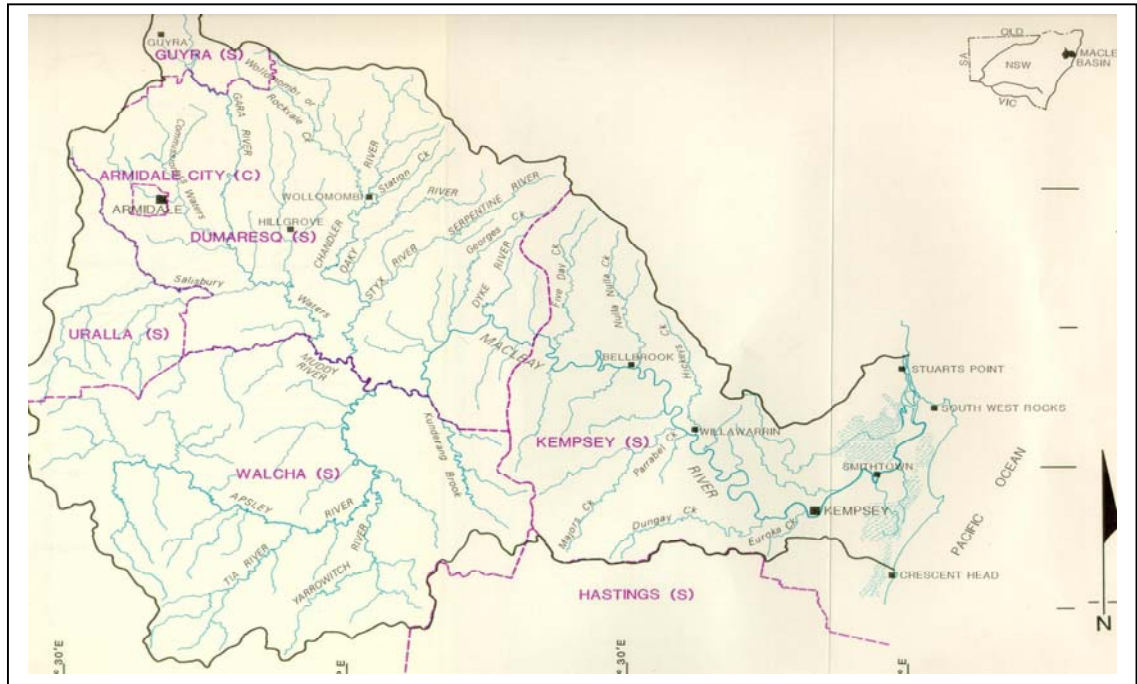 GUYRA
GUYRA (S)
Wollomombi or
Rockvale Ck
GARA
RIVER
Commissioners Waters
ARMIDALE CITY (C)
ARMIDALE
DUMARESQ (S)
HILLGROVE
WOLLOMOMBI
RIVER
Station Ck
CHANDLER
OAKY
RIVER
STYX RIVER
SERPENTINE RIVER
Georges Ck
DYKE RIVER
Five Day Ck
Nulla Nulla Ck
Hickeys Ck
Salisbury
Waters
URALLA (S)
MUDDY
RIVER
MACLEAY
BELLBROOK
WILLAWARRIN
Kunderang Brook
KEMPSEY (S)
Parrabel Ck
RIVER
WALCHA (S)
APSLEY
RIVER
TIA RIVER
YARROWITCH
RIVER
Majors Ck
Dungay Ck
Euroka Ck
KEMPSEY
SMITHTOWN
STUARTS POINT
SOUTH WEST ROCKS
CRESCENT HEAD
PACIFIC
OCEAN
HASTINGS (S)
QLD
SA
NSW
VIC
MACLE
BASIN
N
30'E
°E
° 30'E
°E